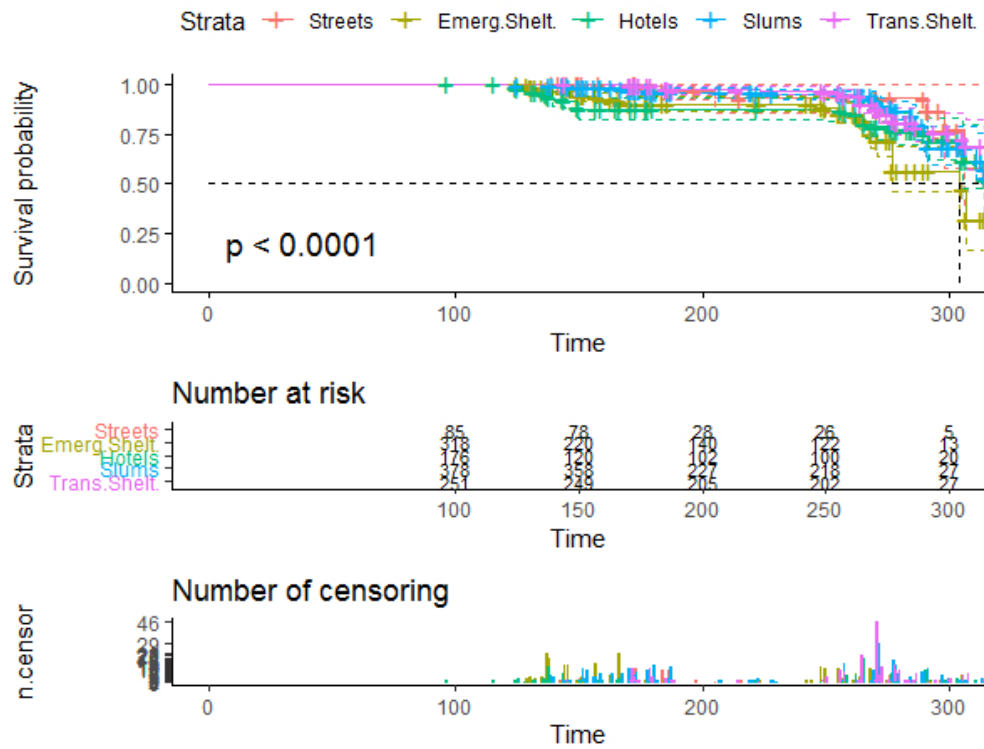 Strata Streets Emerg.Shelt. Hotels Slums Trans.Shelt.
Survival probability
1.00
0.75
0.50
0.25
0.00
p < 0.0001
0 100 200 300
Time
Number at risk
Strata
Streets 85 78 28 26 5
Emerg.Shelt. 318 220 140 122 13
Hotels 176 120 102 100 20
Slums 378 358 227 218 27
Trans.Shelt. 251 249 205 202 27
100 150 200 250 300
Time
Number of censoring
n.censor
46
0 100 200 300
Time